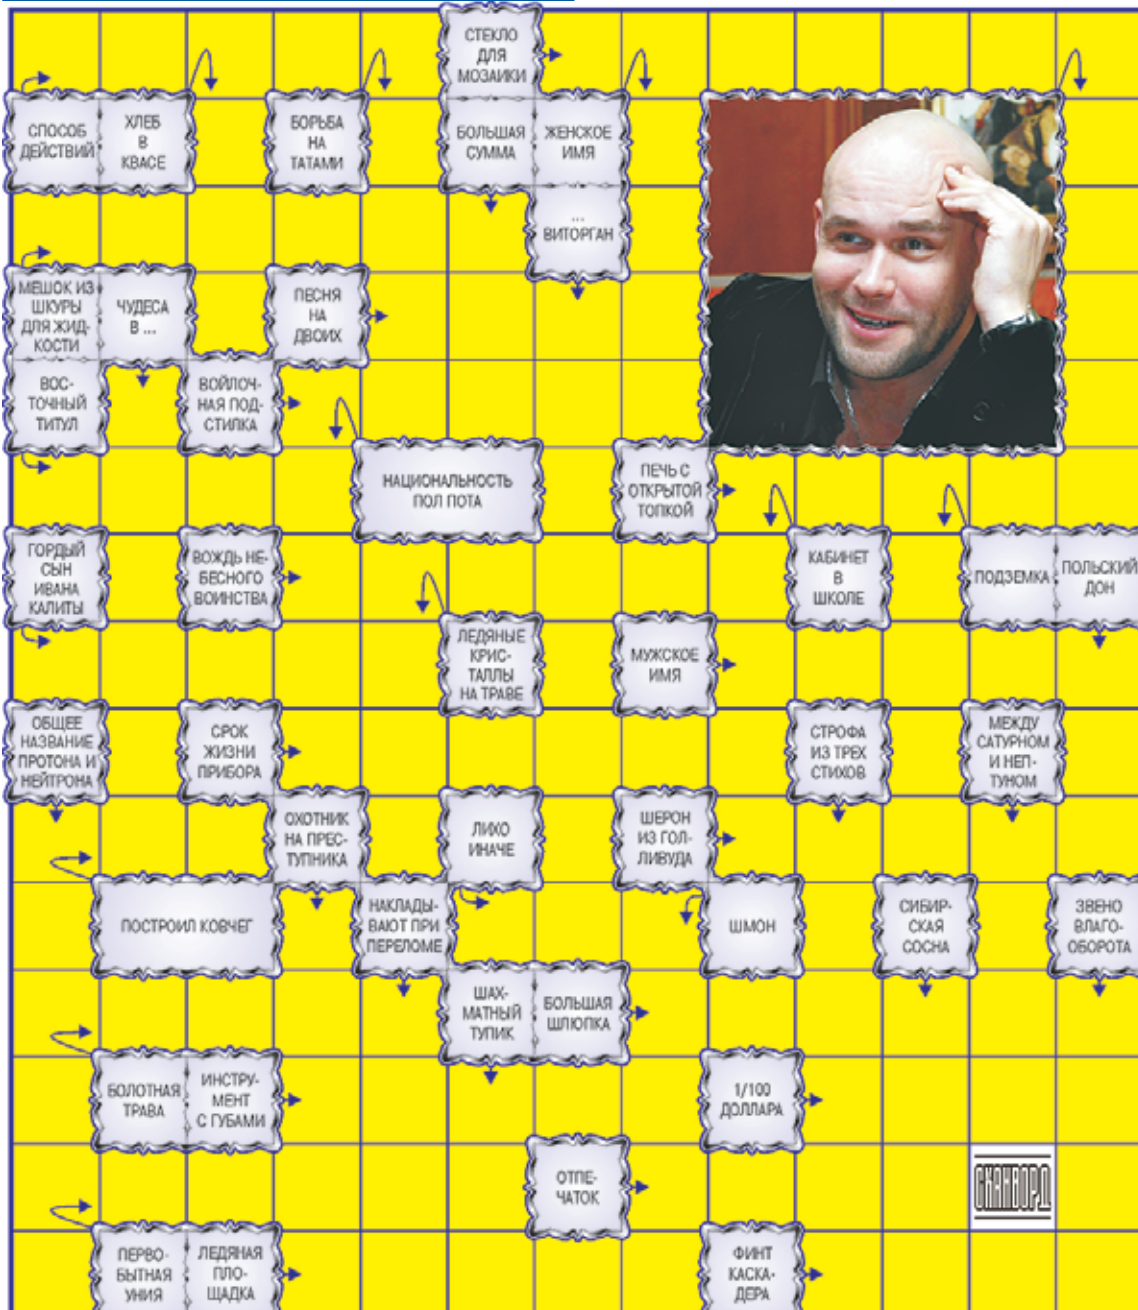 СТЕКЛО
ДЛЯ
МОЗАИКИ
СПОСОБ
ДЕЙСТВИЙ
ХЛЕБ
В
КВАСЕ
БОРЬБА
НА
ТАТАМИ
БОЛЬШАЯ
СУММА
ЖЕНСКОЕ
ИМЯ
...
ВИТОРГАН
МЕШОК ИЗ
ШКУРЫ
ДЛЯ ЖИД-
КОСТИ
ЧУДЕСА
В ...
ПЕСНЯ
НА
ДВОИХ
ВОС-
ТОЧНЫЙ
ТИТУЛ
ВОЙЛОЧ-
НАЯ ПОД-
СТИЛКА
НАЦИОНАЛЬНОСТЬ
ПОЛ ПОТА
ПЕЧЬ С
ОТКРЫТОЙ
ТОПКОЙ
ГОРДЫЙ
СЫН
ИВАНА
КАЛИТЫ
ВОЖДЬ НЕ-
БЕСНОГО
ВОИНСТВА
КАБИНЕТ
В
ШКОЛЕ
ПОДЗЕМКА
ПОЛЬСКИЙ
ДОН
ЛЕДЯНЫЕ
КРИС-
ТАЛЛЫ
НА ТРАВЕ
МУЖСКОЕ
ИМЯ
ОБЩЕЕ
НАЗВАНИЕ
ПРОТОНА И
НЕЙТРОНА
СРОК
ЖИЗНИ
ПРИБОРА
СТРОФА
ИЗ ТРЕХ
СТИХОВ
МЕЖДУ
САТУРНОМ
И НЕП-
ТУНОМ
ОХОТНИК
НА ПРЕС-
ТУПНИКА
ЛИХО
ИНАЧЕ
ШЕРОН
ИЗ ГОЛ-
ЛИВУДА
ПОСТРОИЛ КОВЧЕГ
НАКЛАДЫ-
ВАЮТ ПРИ
ПЕРЕЛОМЕ
ШМОН
СИБИР-
СКАЯ
СОСНА
ЗВЕНО
ВЛАГО-
ОБОРОТА
ШАХ-
МАТНЫЙ
ТУПИК
БОЛЬШАЯ
ШЛЮПКА
БОЛОТНАЯ
ТРАВА
ИНСТРУ-
МЕНТ
С ГУБАМИ
1/100
ДОЛЛАРА
ОТПЕ-
ЧАТОК
СКАНВОРД
ПЕРВО-
БЫТНАЯ
УНИЯ
ЛЕДЯНАЯ
ПЛО-
ЩАДКА
ФИНТ
КАСКА-
ДЕРА